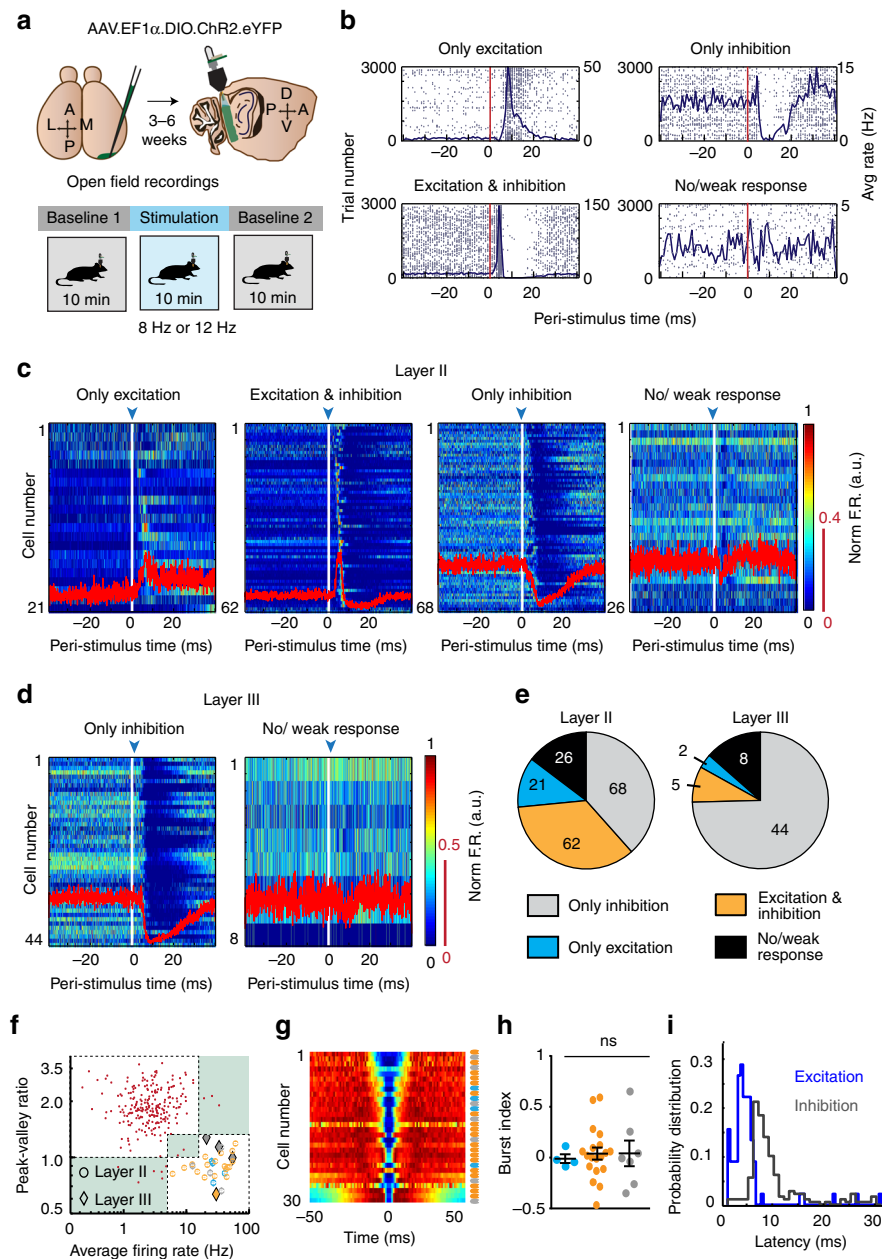 a
AAV.EF1α.DIO.ChR2.eYFP
A
L M
P
3–6
weeks
D
P A
V
Open field recordings
Baseline 1 Stimulation Baseline 2
10 min 10 min 10 min
8 Hz or 12 Hz
b
Only excitation Only inhibition
3000 50 3000 15
0 0 0 0
–20 0 20 –20 0 20
Excitation & inhibition No/weak response
3000 150 3000 5
0 0 0 0
–20 0 20 –20 0 20
Trial number
Avg rate (Hz)
Peri-stimulus time (ms)
c
Layer II
Only excitation Excitation & inhibition Only inhibition No/ weak response
Cell number
1 1 1 1
21 62 68 26
–20 0 20 –20 0 20 –20 0 20 –20 0 20
Peri-stimulus time (ms) Peri-stimulus time (ms) Peri-stimulus time (ms) Peri-stimulus time (ms)
1
0.4
0 0
Norm F.R. (a.u.)
d
Layer III
Only inhibition No/ weak response
Cell number
1 1
44 8
–20 0 20 –20 0 20
Peri-stimulus time (ms) Peri-stimulus time (ms)
1
0.5
0 0
Norm F.R. (a.u.)
e
Layer II Layer III
26 68 62 21
2 8 5 44
Only inhibition
Excitation &
inhibition
Only excitation
No/weak
response
f
Peak-valley ratio
3.5
2.0
1.0
0.5
Layer II
Layer III
0 1 10 100
Average firing rate (Hz)
g
Cell number
1
30
–50 0 50
Time (ms)
h
ns
Burst index
1
0.5
0
–0.5
i
Excitation
Inhibition
Probability distribution
0.3
0.2
0.1
0
0 10 20 30
Latency (ms)